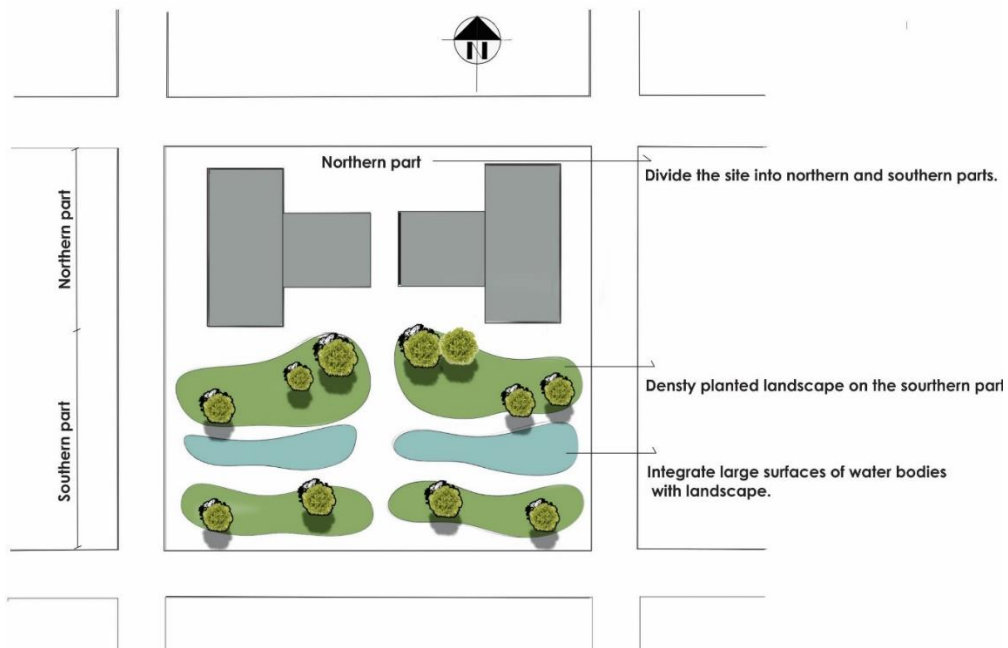 N
Northern part
Divide the site into northern and southern parts.
Northern part
Densty planted landscape on the sourthern part
Southern part
Integrate large surfaces of water bodies
with landscape.